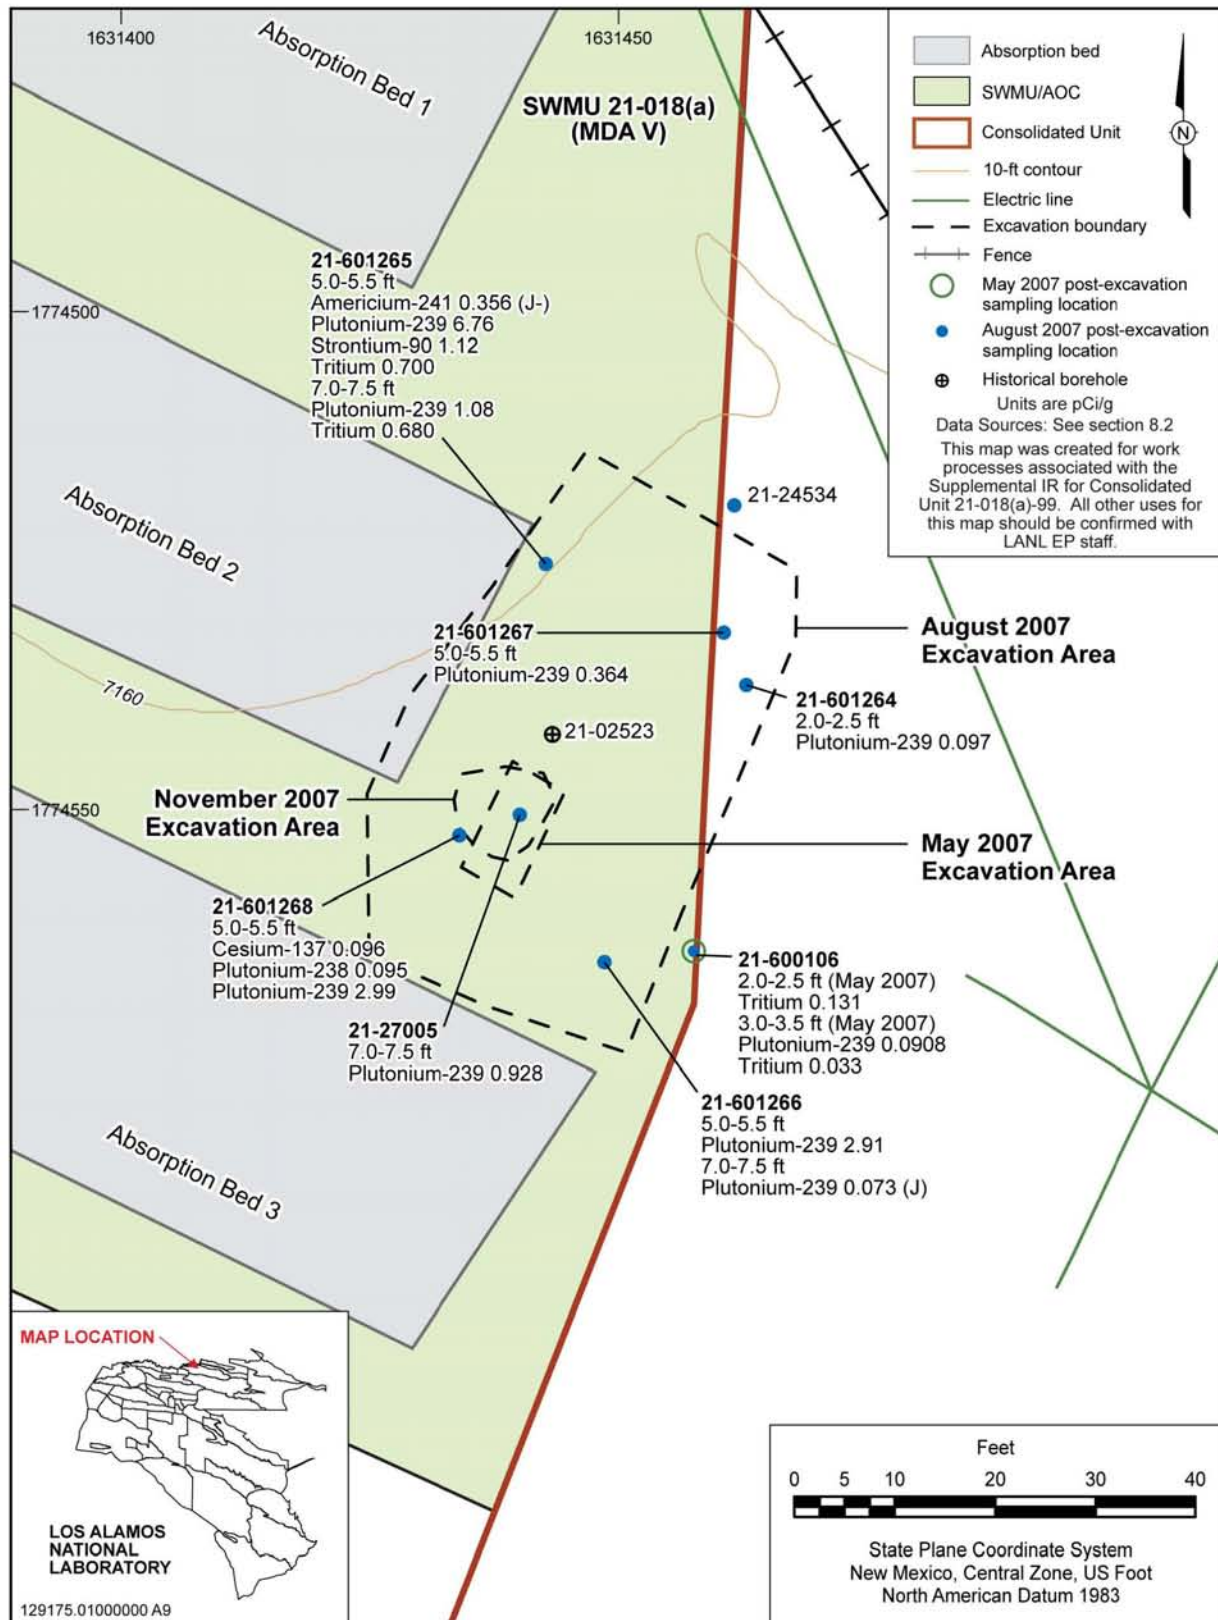 1631400
1631450
Absorption Bed 1
SWMU 21-018(a)
(MDA V)
Absorption bed
SWMU/AOC
Consolidated Unit
10-ft contour
Electric line
Excavation boundary
Fence
May 2007 post-excavation
sampling location
August 2007 post-excavation
sampling location
Historical borehole
Units are pCi/g
Data Sources: See section 8.2
This map was created for work
processes associated with the
Supplemental IR for Consolidated
Unit 21-018(a)-99. All other uses for
this map should be confirmed with
LANL EP staff.
N
21-601265
5.0-5.5 ft
Americium-241 0.356 (J-)
Plutonium-239 6.76
Strontium-90 1.12
Tritium 0.700
7.0-7.5 ft
Plutonium-239 1.08
Tritium 0.680
1774500
Absorption Bed 2
21-24534
21-601267
5.0-5.5 ft
Plutonium-239 0.364
August 2007
Excavation Area
7160
21-601264
2.0-2.5 ft
Plutonium-239 0.097
21-02523
1774550
November 2007
Excavation Area
May 2007
Excavation Area
21-601268
5.0-5.5 ft
Cesium-137 0.096
Plutonium-238 0.095
Plutonium-239 2.99
21-600106
2.0-2.5 ft (May 2007)
Tritium 0.131
3.0-3.5 ft (May 2007)
Plutonium-239 0.0908
Tritium 0.033
21-27005
7.0-7.5 ft
Plutonium-239 0.928
21-601266
5.0-5.5 ft
Plutonium-239 2.91
7.0-7.5 ft
Plutonium-239 0.073 (J)
Absorption Bed 3
MAP LOCATION
LOS ALAMOS
NATIONAL
LABORATORY
129175.01000000 A9
Feet
0 5 10 20 30 40
State Plane Coordinate System
New Mexico, Central Zone, US Foot
North American Datum 1983